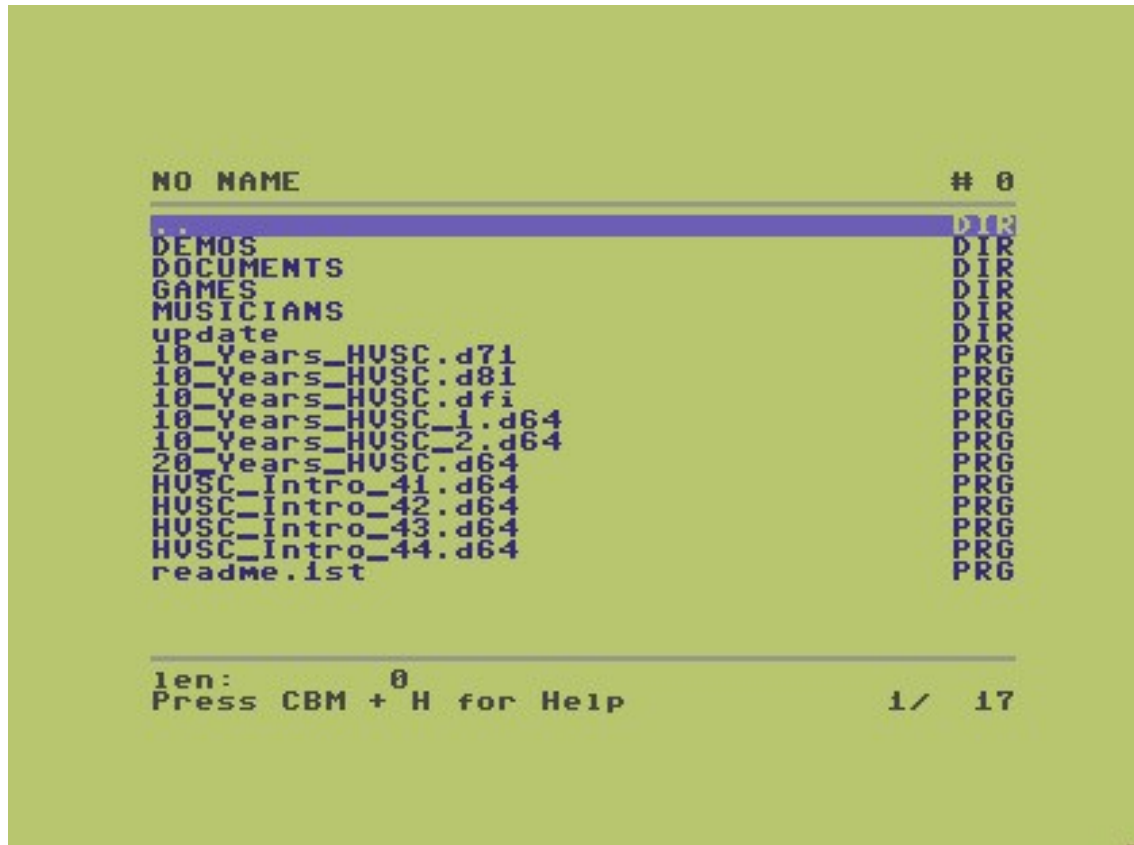 NO NAME # 0
.. DIR
DEMOS DIR
DOCUMENTS DIR
GAMES DIR
MUSICIANS DIR
update DIR
10_Years_HVSC.d71 PRG
10_Years_HVSC.d81 PRG
10_Years_HVSC.dfi PRG
10_Years_HVSC_1.d64 PRG
10_Years_HVSC_2.d64 PRG
20_Years_HVSC.d64 PRG
HVSC_Intro_41.d64 PRG
HVSC_Intro_42.d64 PRG
HVSC_Intro_43.d64 PRG
HVSC_Intro_44.d64 PRG
readme.1st PRG
len: 0
Press CBM + H for Help 1/ 17